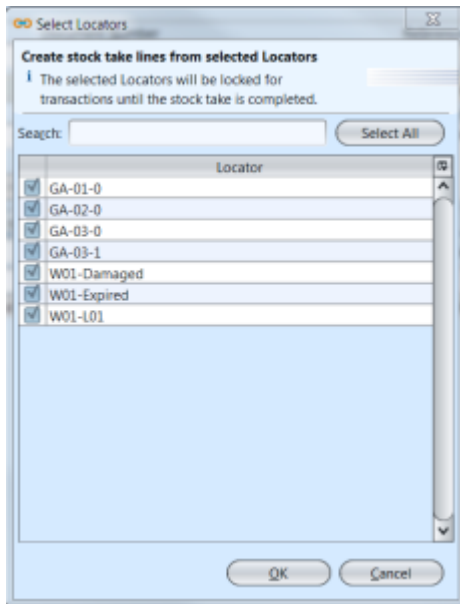 Select Locators
Create stock take lines from selected Locators
i The selected Locators will be locked for
transactions until the stock take is completed.
Search:
Select All
Locator
GA-01-0
GA-02-0
GA-03-0
GA-03-1
W01-Damaged
W01-Expired
W01-L01
OK Cancel